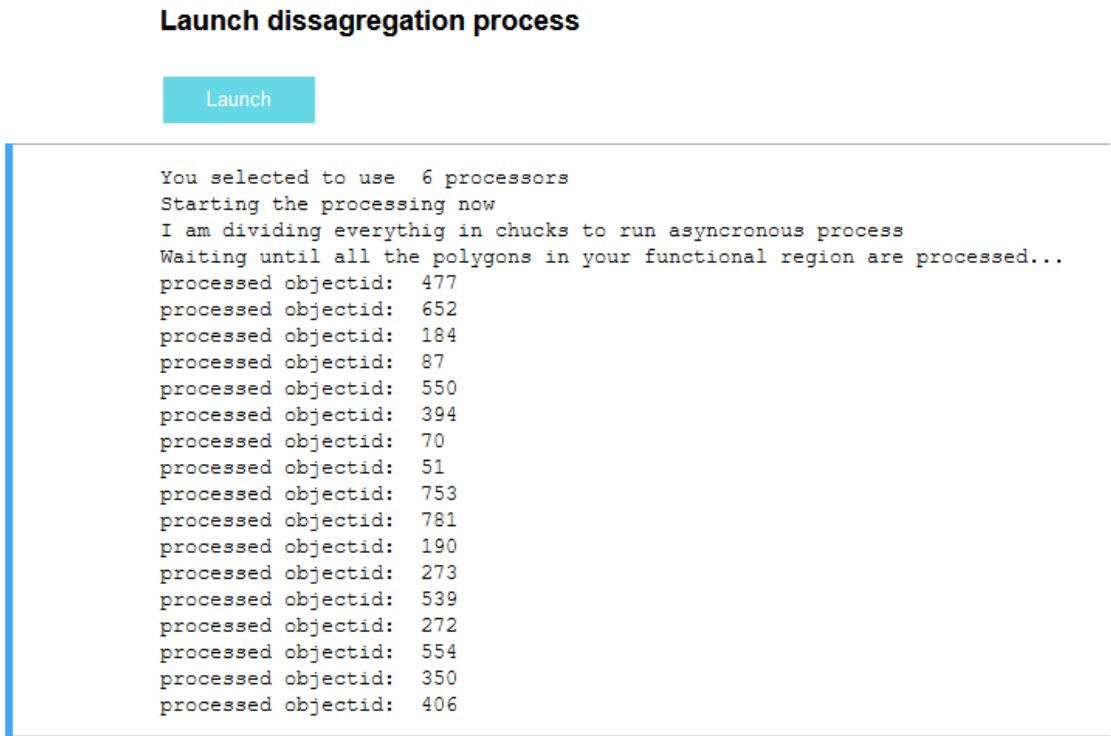 Launch dissagregation process
Launch
You selected to use  6 processors
Starting the processing now
I am dividing everythig in chucks to run asyncronous process
Waiting until all the polygons in your functional region are processed...
processed objectid:  477
processed objectid:  652
processed objectid:  184
processed objectid:  87
processed objectid:  550
processed objectid:  394
processed objectid:  70
processed objectid:  51
processed objectid:  753
processed objectid:  781
processed objectid:  190
processed objectid:  273
processed objectid:  539
processed objectid:  272
processed objectid:  554
processed objectid:  350
processed objectid:  406